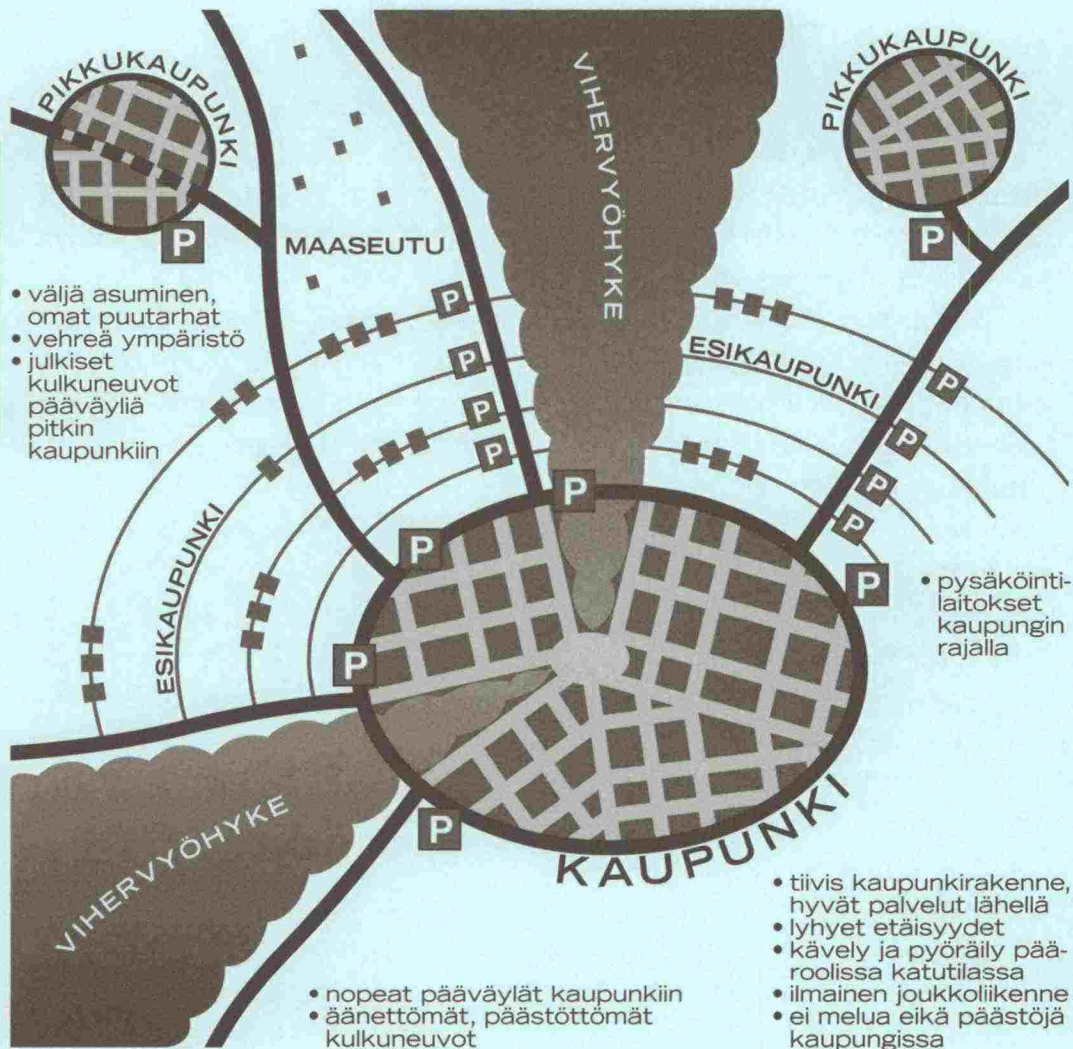 PIKKUKAUPUNKI
VIHERVYÖHYKE
PIKKUKAUPUNKI
P
P
MAASEUTU
• väljä asuminen,
omat puutarhat
• vehreä ympäristö
• julkiset
kulkuneuvot
pääväyliä
pitkin
kaupunkiin
P
P
P
P
ESIKAUPUNKI
P
P
P
P
ESIKAUPUNKI
P
P
P
P
• pysäköinti-
laitokset
kaupungin
rajalla
VIHERVYÖHYKE
P
KAUPUNKI
• tiivis kaupunkirakenne,
hyvät palvelut lähellä
• lyhyet etäisyydet
• kävely ja pyöräily pää-
roolissa katutilassa
• ilmainen joukkoliikenne
• ei melua eikä päästöjä
kaupungissa
• nopeat pääväylät kaupunkiin
• äänettömät, päästöttömät
kulkuneuvot